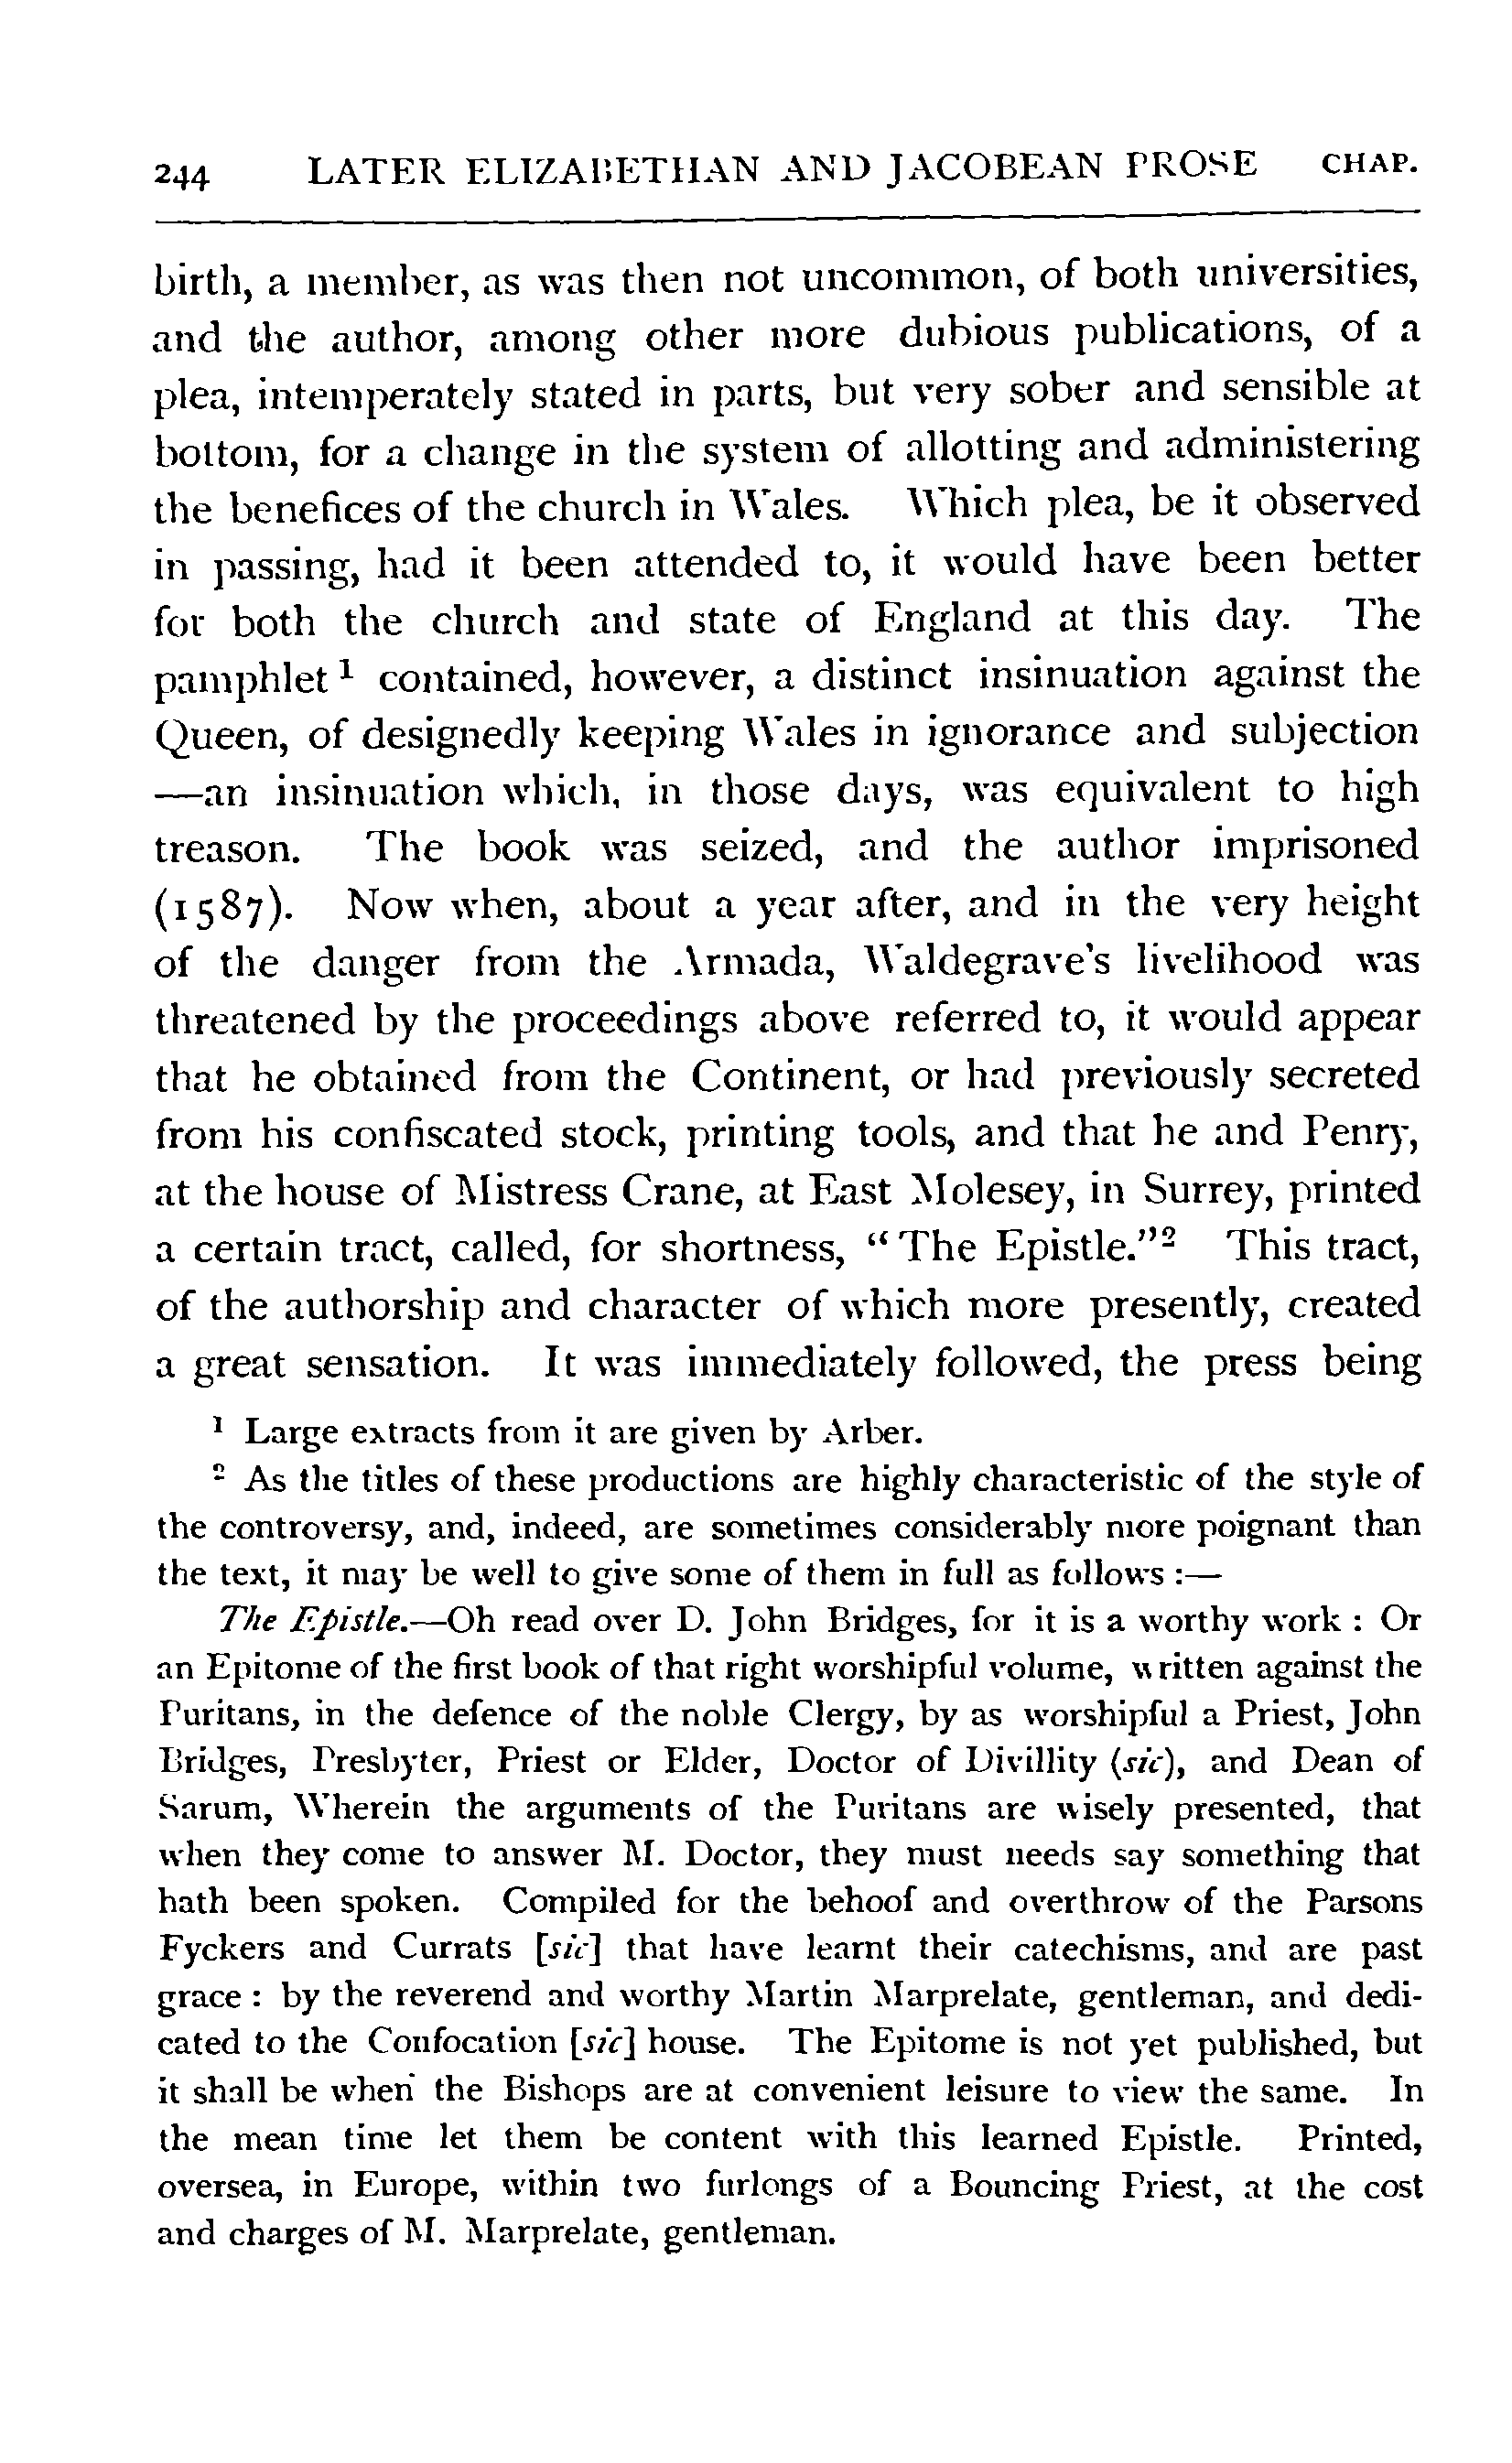 244 LATER ELIZABETHAN AND JACOBEAN PROSE CHAP.
birth, a member, as was then not uncommon, of both universities,
and the author, among other more dubious publications, of a
plea, intemperately stated in parts, but very sober and sensible at
bottom, for a change in the system of allotting and administering
the benefices of the church in Wales. Which plea, be it observed
in passing, had it been attended to, it would have been better
for both the church and state of England at this day. The
pamphlet¹ contained, however, a distinct insinuation against the
Queen, of designedly keeping Wales in ignorance and subjection
—an insinuation which, in those days, was equivalent to high
treason. The book was seized, and the author imprisoned
(1587). Now when, about a year after, and in the very height
of the danger from the Armada, Waldegrave's livelihood was
threatened by the proceedings above referred to, it would appear
that he obtained from the Continent, or had previously secreted
from his confiscated stock, printing tools, and that he and Penry,
at the house of Mistress Crane, at East Molesey, in Surrey, printed
a certain tract, called, for shortness, “The Epistle.”² This tract,
of the authorship and character of which more presently, created
a great sensation. It was immediately followed, the press being
¹ Large extracts from it are given by Arber.
² As the titles of these productions are highly characteristic of the style of
the controversy, and, indeed, are sometimes considerably more poignant than
the text, it may be well to give some of them in full as follows :—
The Epistle.—Oh read over D. John Bridges, for it is a worthy work : Or
an Epitome of the first book of that right worshipful volume, written against the
Puritans, in the defence of the noble Clergy, by as worshipful a Priest, John
Bridges, Presbyter, Priest or Elder, Doctor of Divillity (sic), and Dean of
Sarum, Wherein the arguments of the Puritans are wisely presented, that
when they come to answer M. Doctor, they must needs say something that
hath been spoken. Compiled for the behoof and overthrow of the Parsons
Fyckers and Currats [sic] that have learnt their catechisms, and are past
grace : by the reverend and worthy Martin Marprelate, gentleman, and dedi-
cated to the Confocation [sic] house. The Epitome is not yet published, but
it shall be when the Bishops are at convenient leisure to view the same. In
the mean time let them be content with this learned Epistle. Printed,
oversea, in Europe, within two furlongs of a Bouncing Priest, at the cost
and charges of M. Marprelate, gentleman.